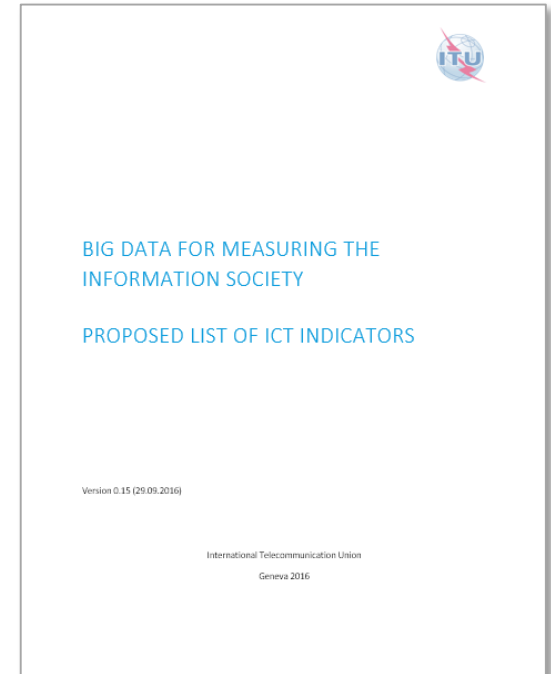 ITU
BIG DATA FOR MEASURING THE
INFORMATION SOCIETY
PROPOSED LIST OF ICT INDICATORS
Version 0.15 (29.09.2016)
International Telecommunication Union
Geneva 2016